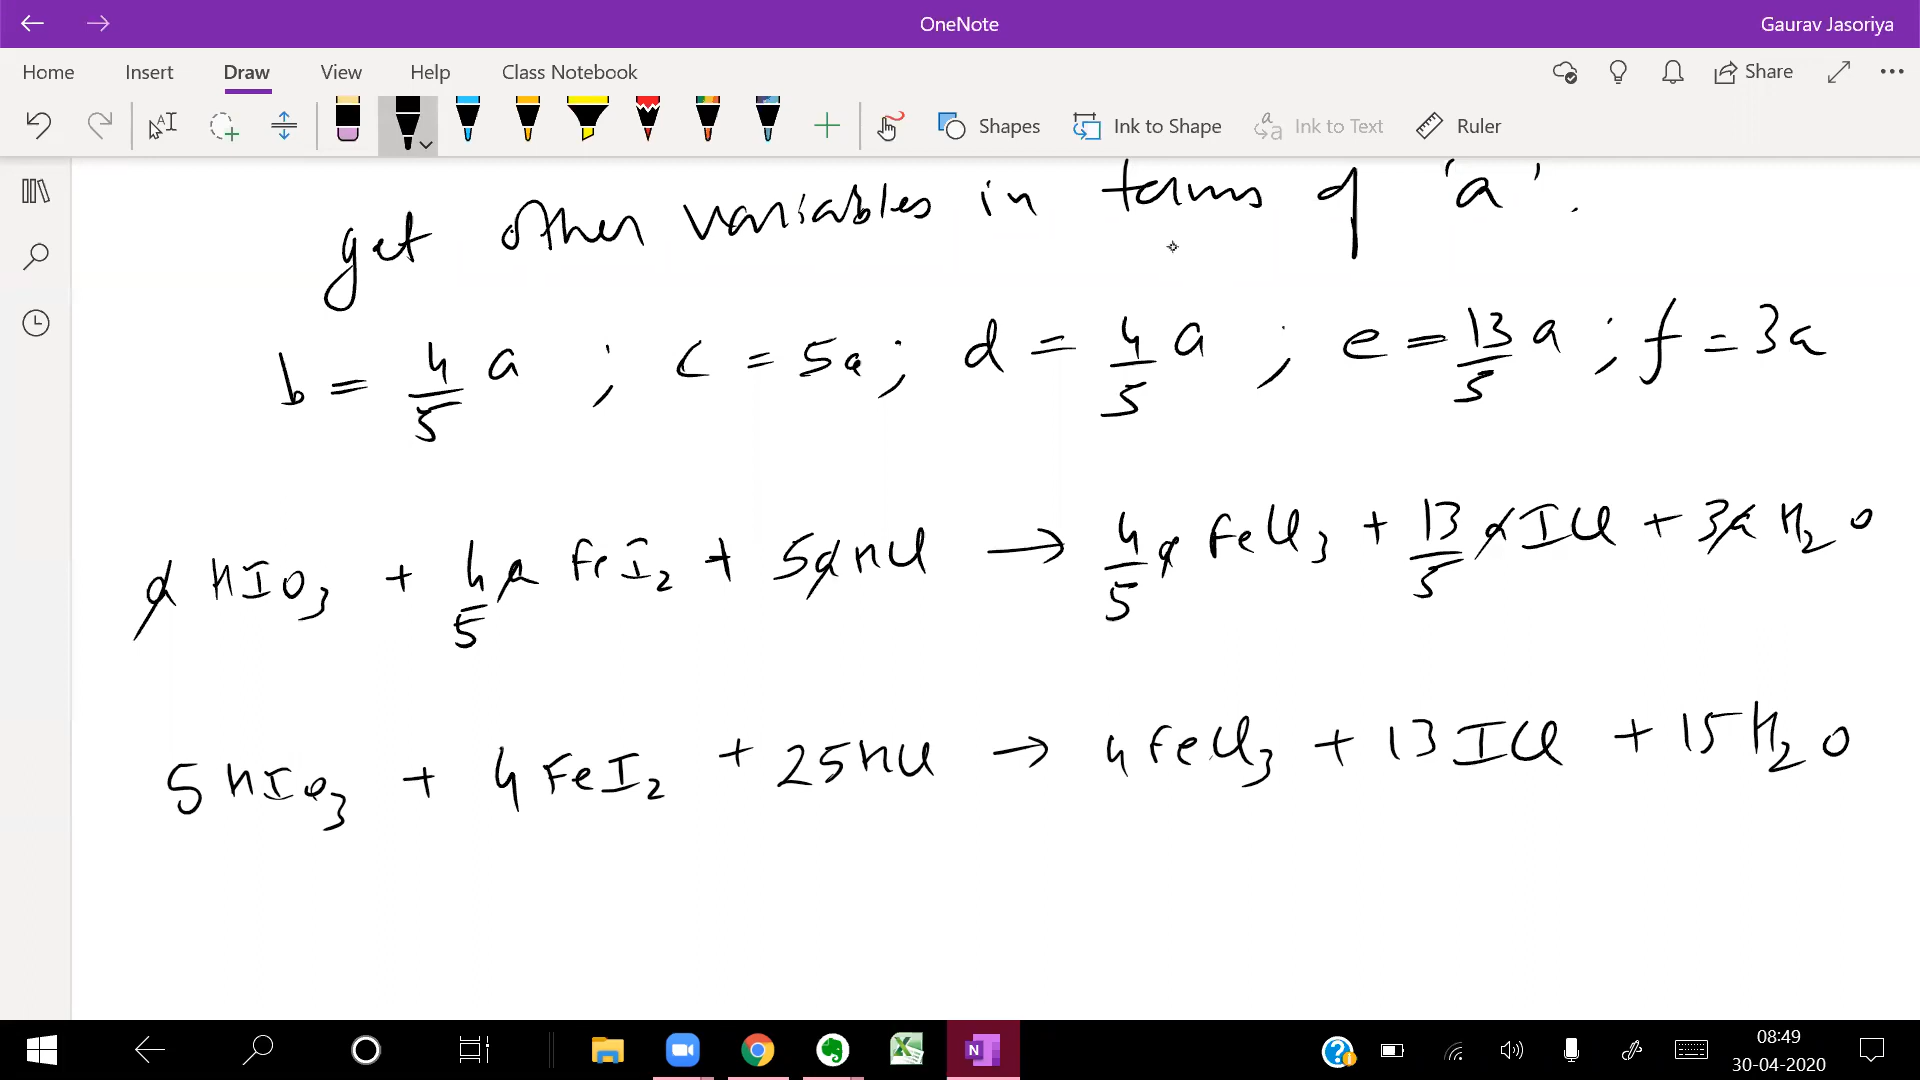 OneNote
Gaurav Jasoriya
Home Insert Draw View Help Class Notebook
Share
Shapes Ink to Shape Ink to Text Ruler
get other variables in terms of 'a'.
b = 4/5 a ; c = 5a ; d = 4/5 a ; e = 13/5 a ; f = 3a
a HIO₃ + 4/5 a FeI₂ + 5a HCl → 4/5 a FeCl₃ + 13/5 a ICl + 3a H₂O
5 HIO₃ + 4 FeI₂ + 25 HCl → 4 FeCl₃ + 13 ICl + 15 H₂O
08:49
30-04-2020